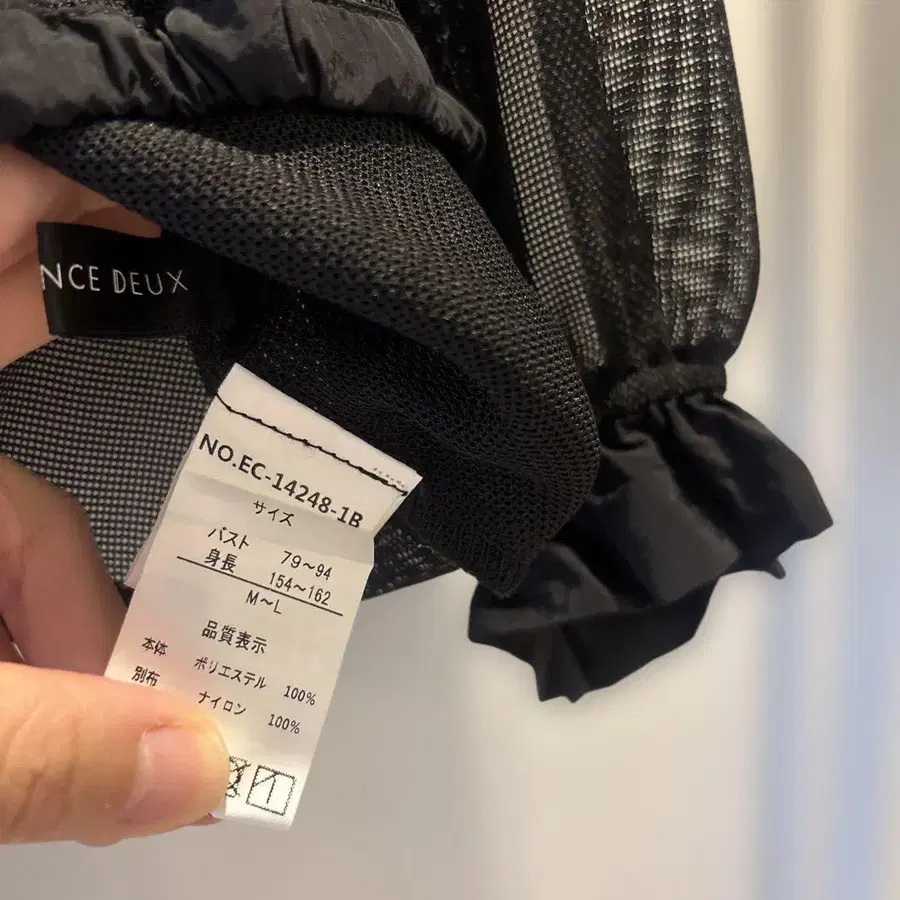 NCE DEUX
NO.EC-14248-1B
サイズ
バスト 79～94
身長 154～162
M～L
品質表示
本体 ポリエステル 100%
別布 ナイロン 100%